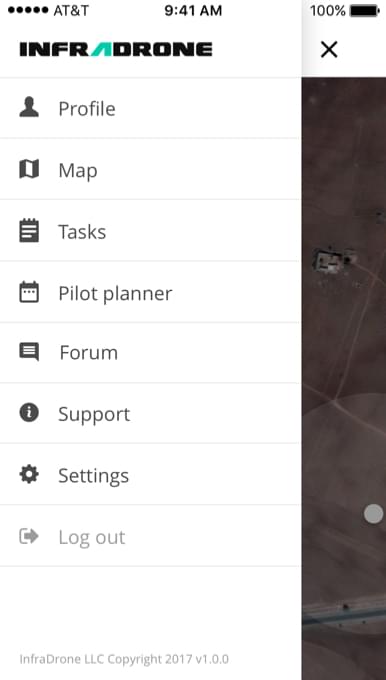 AT&T 9:41 AM 100%
INFRADRONE
Profile
Map
Tasks
Pilot planner
Forum
Support
Settings
Log out
InfraDrone LLC Copyright 2017 v1.0.0